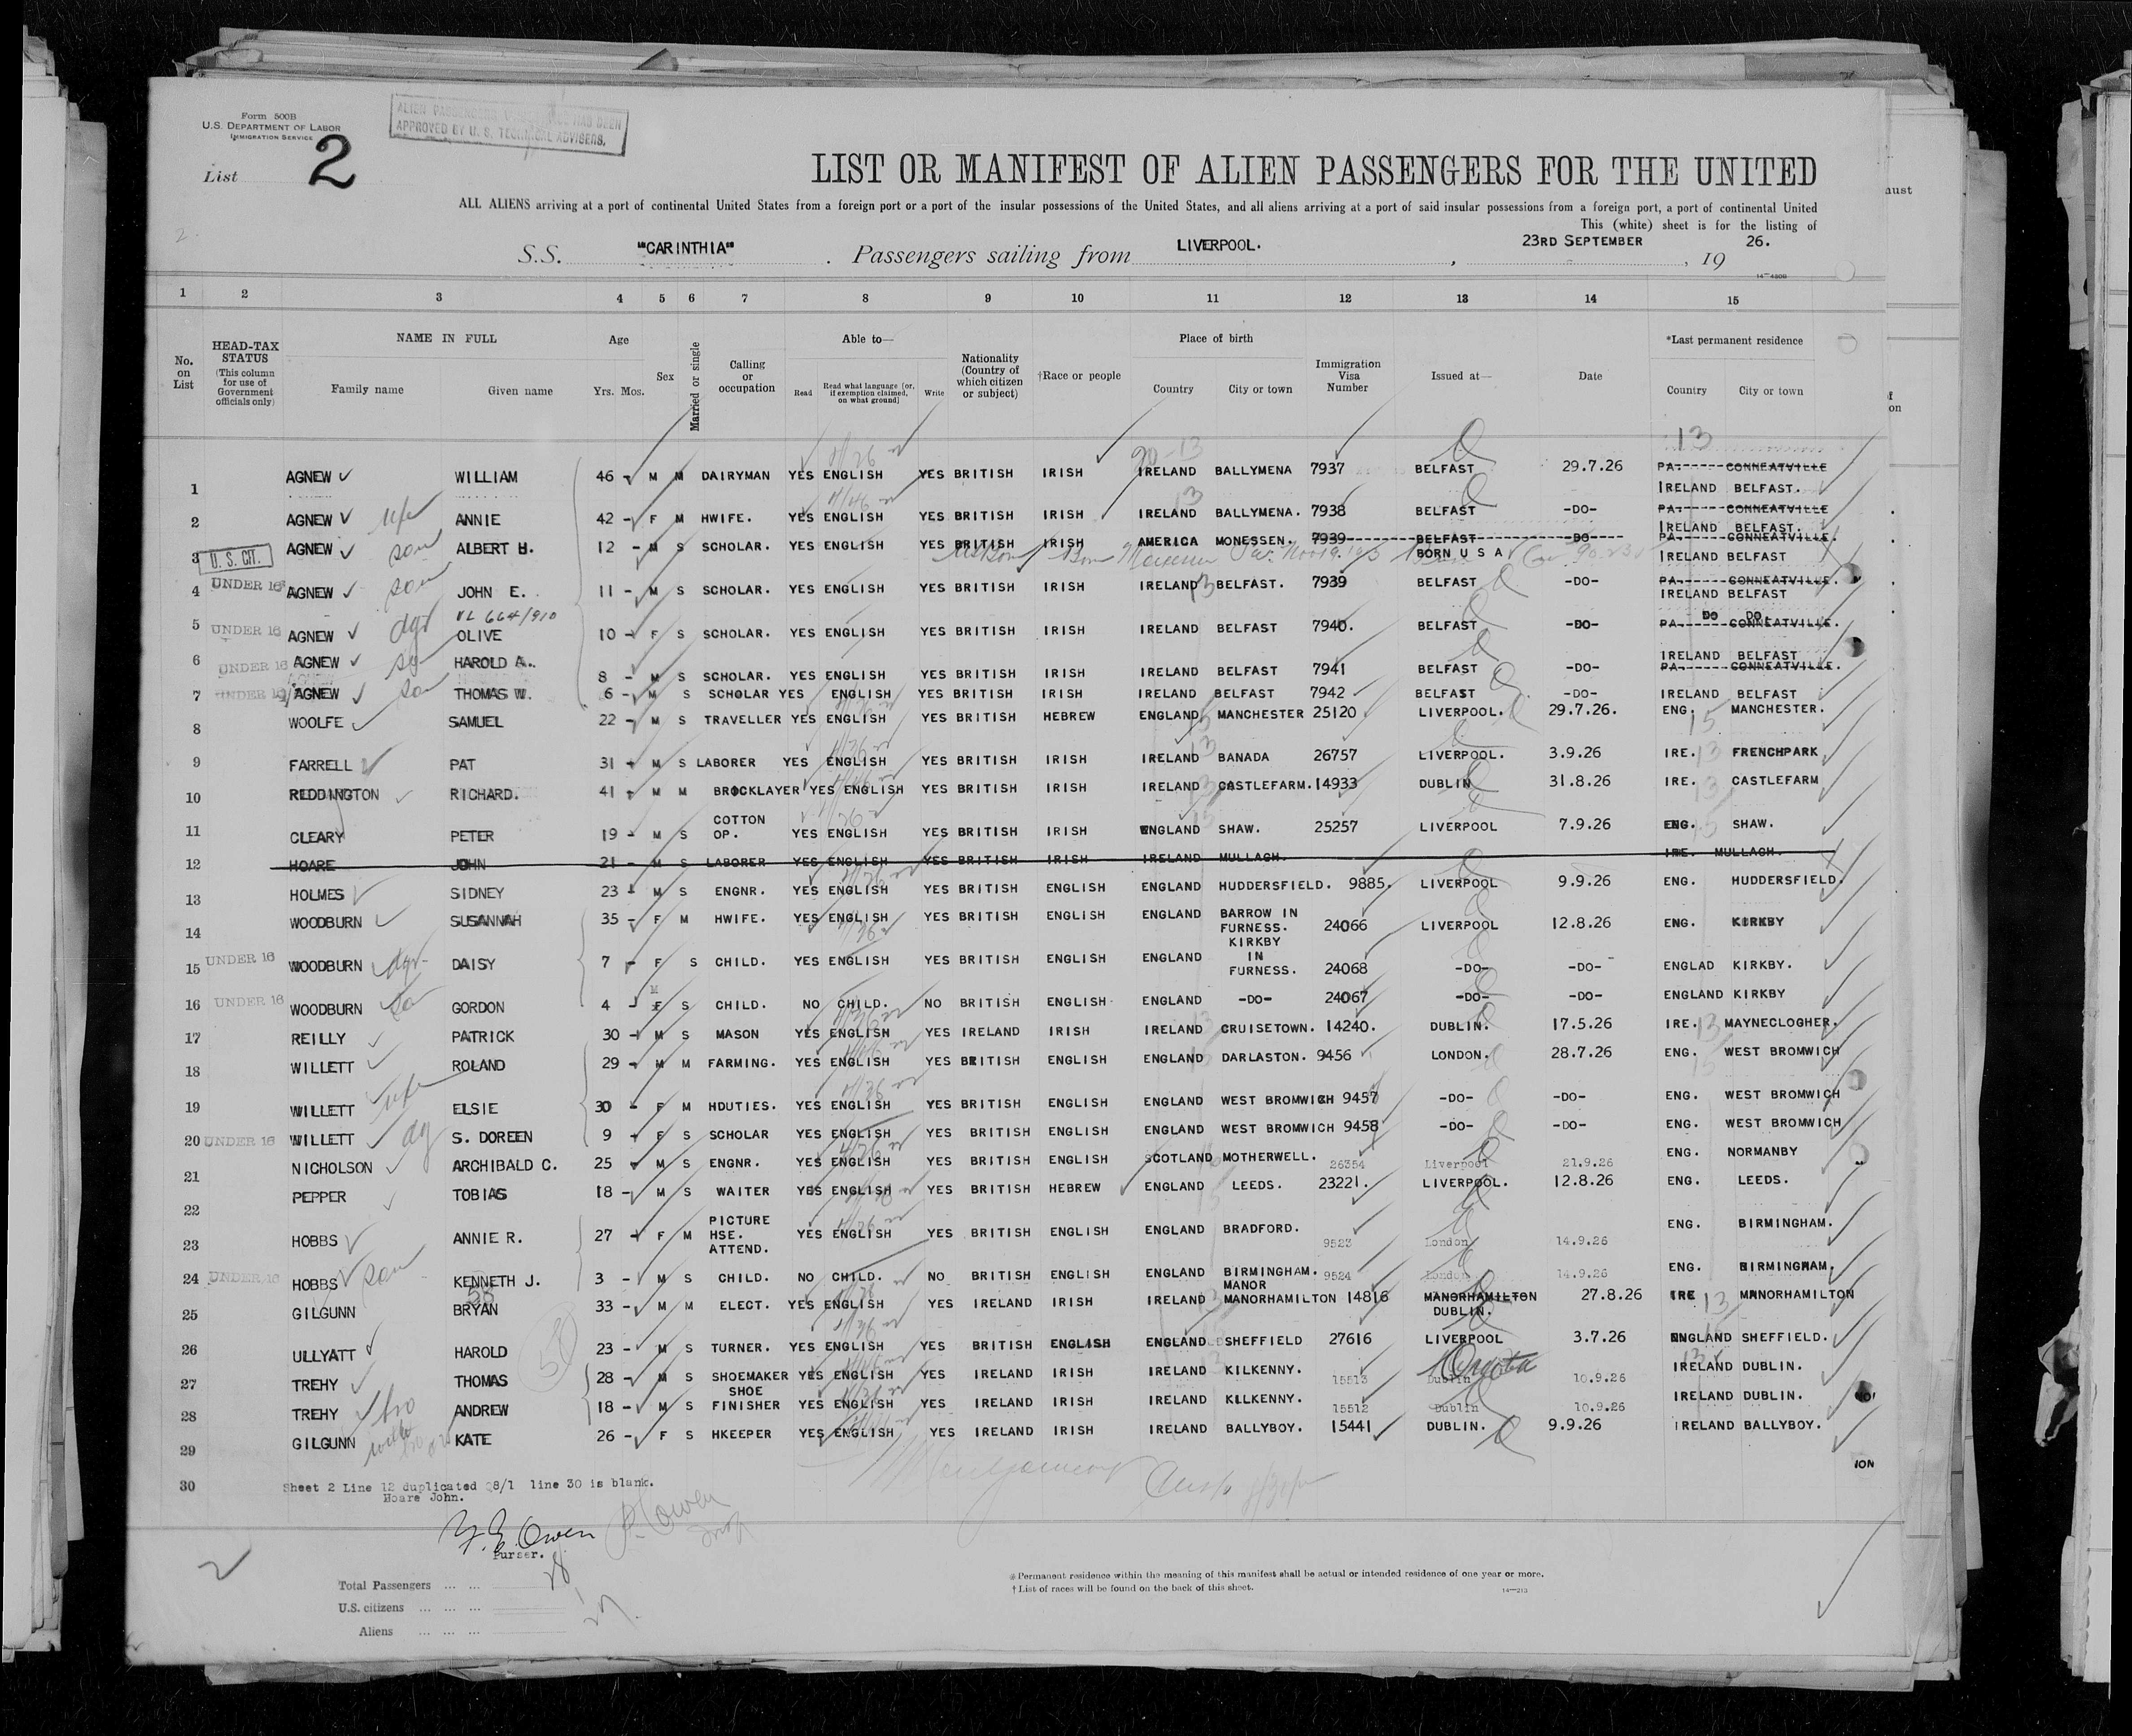 Form 500B
U.S. DEPARTMENT OF LABOR
IMMIGRATION SERVICE
ALIEN PASSENGERS HAS BEEN
APPROVED BY U. S. TECHNICAL ADVISERS.
List 2
LIST OR MANIFEST OF ALIEN PASSENGERS FOR THE UNITED
ALL ALIENS arriving at a port of continental United States from a foreign port or a port of the insular possessions of the United States, and all aliens arriving at a port of said insular possessions from a foreign port, a port of continental United
This (white) sheet is for the listing of
S.S. "CARINTHIA". Passengers sailing from LIVERPOOL. , 23RD SEPTEMBER , 19 26.
1 2 3 4 5 6 7 8 9 10 11 12 13 14 15
No. on List
HEAD-TAX STATUS (This column for use of Government officials only)
NAME IN FULL
Family name Given name
Age Yrs. Mos.
Sex
Married or single
Calling or occupation
Able to—
Read Read what language [or, if exemption claimed, on what ground] Write
Nationality (Country of which citizen or subject)
†Race or people
Place of birth
Country City or town
Immigration Visa Number
Issued at—
Date
*Last permanent residence
Country City or town
13
1 AGNEW WILLIAM 46 M M DAIRYMAN YES ENGLISH YES BRITISH IRISH IRELAND BALLYMENA 7937 BELFAST 29.7.26 PA------CONNEATVILLE
IRELAND BELFAST.
2 AGNEW wife ANNIE 42 F M HWIFE. YES ENGLISH YES BRITISH IRISH IRELAND BALLYMENA. 7938 BELFAST -DO- PA------CONNEATVILLE
IRELAND BELFAST.
3 U. S. CIT. AGNEW son ALBERT H. 12 M S SCHOLAR. YES ENGLISH YES BRITISH IRISH AMERICA MONESSEN. 7939 BELFAST -DO- PA------CONNEATVILLE.
BORN U S A IRELAND BELFAST
4 UNDER 16 AGNEW son JOHN E. 11 M S SCHOLAR. YES ENGLISH YES BRITISH IRISH IRELAND BELFAST. 7939 BELFAST -DO- PA------CONNEATVILLE.
IRELAND BELFAST
VL 664/910
5 UNDER 16 AGNEW dgr OLIVE 10 F S SCHOLAR. YES ENGLISH YES BRITISH IRISH IRELAND BELFAST 7940. BELFAST -DO- DO DO.
PA------CONNEATVILLE.
6 UNDER 16 AGNEW HAROLD A. 8 M S SCHOLAR. YES ENGLISH YES BRITISH IRISH IRELAND BELFAST 7941 BELFAST -DO- IRELAND BELFAST
PA------CONNEATVILLE.
7 UNDER 16 AGNEW son THOMAS W. 6 M S SCHOLAR YES ENGLISH YES BRITISH IRISH IRELAND BELFAST 7942 BELFAST -DO- IRELAND BELFAST
8 WOOLFE SAMUEL 22 M S TRAVELLER YES ENGLISH YES BRITISH HEBREW ENGLAND MANCHESTER 25120 LIVERPOOL. 29.7.26. ENG. MANCHESTER.
9 FARRELL PAT 31 M S LABORER YES ENGLISH YES BRITISH IRISH IRELAND BANADA 26757 LIVERPOOL. 3.9.26 IRE. FRENCHPARK
10 REDDINGTON RICHARD. 41 M M BROCKLAYER YES ENGLISH YES BRITISH IRISH IRELAND CASTLEFARM. 14933 DUBLIN 31.8.26 IRE. CASTLEFARM
11 CLEARY PETER 19 M S COTTON OP. YES ENGLISH YES BRITISH IRISH ENGLAND SHAW. 25257 LIVERPOOL 7.9.26 ENG. SHAW.
12 HOARE JOHN 21 M S LABORER YES ENGLISH YES BRITISH IRISH IRELAND MULLAGH. IRE. MULLAGH.
13 HOLMES SIDNEY 23 M S ENGNR. YES ENGLISH YES BRITISH ENGLISH ENGLAND HUDDERSFIELD. 9885. LIVERPOOL 9.9.26 ENG. HUDDERSFIELD.
14 WOODBURN SUSANNAH 35 F M HWIFE. YES ENGLISH YES BRITISH ENGLISH ENGLAND BARROW IN FURNESS. 24066 LIVERPOOL 12.8.26 ENG. KIRKBY
15 UNDER 16 WOODBURN dgr DAISY 7 F S CHILD. YES ENGLISH YES BRITISH ENGLISH ENGLAND KIRKBY IN FURNESS. 24068 -DO- -DO- ENGLAD KIRKBY.
16 UNDER 16 WOODBURN GORDON 4 M F S CHILD. NO CHILD. NO BRITISH ENGLISH ENGLAND -DO- 24067 -DO- -DO- ENGLAND KIRKBY
17 REILLY PATRICK 30 M S MASON YES ENGLISH YES IRELAND IRISH IRELAND CRUISETOWN. 14240. DUBLIN. 17.5.26 IRE. MAYNECLOGHER.
18 WILLETT ROLAND 29 M M FARMING. YES ENGLISH YES BRITISH ENGLISH ENGLAND DARLASTON. 9456 LONDON. 28.7.26 ENG. WEST BROMWICH
19 WILLETT wife ELSIE 30 F M HDUTIES. YES ENGLISH YES BRITISH ENGLISH ENGLAND WEST BROMWICH 9457 -DO- -DO- ENG. WEST BROMWICH
20 UNDER 16 WILLETT S. DOREEN 9 F S SCHOLAR YES ENGLISH YES BRITISH ENGLISH ENGLAND WEST BROMWICH 9458 -DO- -DO- ENG. WEST BROMWICH
21 NICHOLSON ARCHIBALD C. 25 M S ENGNR. YES ENGLISH YES BRITISH ENGLISH SCOTLAND MOTHERWELL. 26354 Liverpool 21.9.26 ENG. NORMANBY
22 PEPPER TOBIAS 18 M S WAITER YES ENGLISH YES BRITISH HEBREW ENGLAND LEEDS. 23221. LIVERPOOL. 12.8.26 ENG. LEEDS.
23 HOBBS ANNIE R. 27 F M PICTURE HSE. ATTEND. YES ENGLISH YES BRITISH ENGLISH ENGLAND BRADFORD. 9523 London 14.9.26 ENG. BIRMINGHAM.
24 UNDER 16 HOBBS son KENNETH J. 3 M S CHILD. NO CHILD. NO BRITISH ENGLISH ENGLAND BIRMINGHAM. 9524 London 14.9.26 ENG. BIRMINGHAM.
25 GILGUNN BRYAN 33 M M ELECT. YES ENGLISH YES IRELAND IRISH IRELAND MANOR MANORHAMILTON 14816 MANORHAMILTON DUBLIN. 27.8.26 IRE MANORHAMILTON
26 ULLYATT HAROLD 23 M S TURNER. YES ENGLISH YES BRITISH ENGLISH ENGLAND SHEFFIELD 27616 LIVERPOOL 3.7.26 ENGLAND SHEFFIELD.
27 TREHY THOMAS 28 M S SHOEMAKER YES ENGLISH YES IRELAND IRISH IRELAND KILKENNY. 15513 Dublin 10.9.26 IRELAND DUBLIN.
28 TREHY bro ANDREW 18 M S SHOE FINISHER YES ENGLISH YES IRELAND IRISH IRELAND KILKENNY. 15512 Dublin 10.9.26 IRELAND DUBLIN.
29 GILGUNN KATE 26 F S HKEEPER YES ENGLISH YES IRELAND IRISH IRELAND BALLYBOY. 15441 DUBLIN. 9.9.26 IRELAND BALLYBOY.
30 Sheet 2 Line 12 duplicated 28/1 line 30 is blank.
Hoare John.
Owen
Purser.
Total Passengers ... ...
U.S. citizens ... ... ...
Aliens ... ... ...
* Permanent residence within the meaning of this manifest shall be actual or intended residence of one year or more.
† List of races will be found on the back of this sheet.
14—213